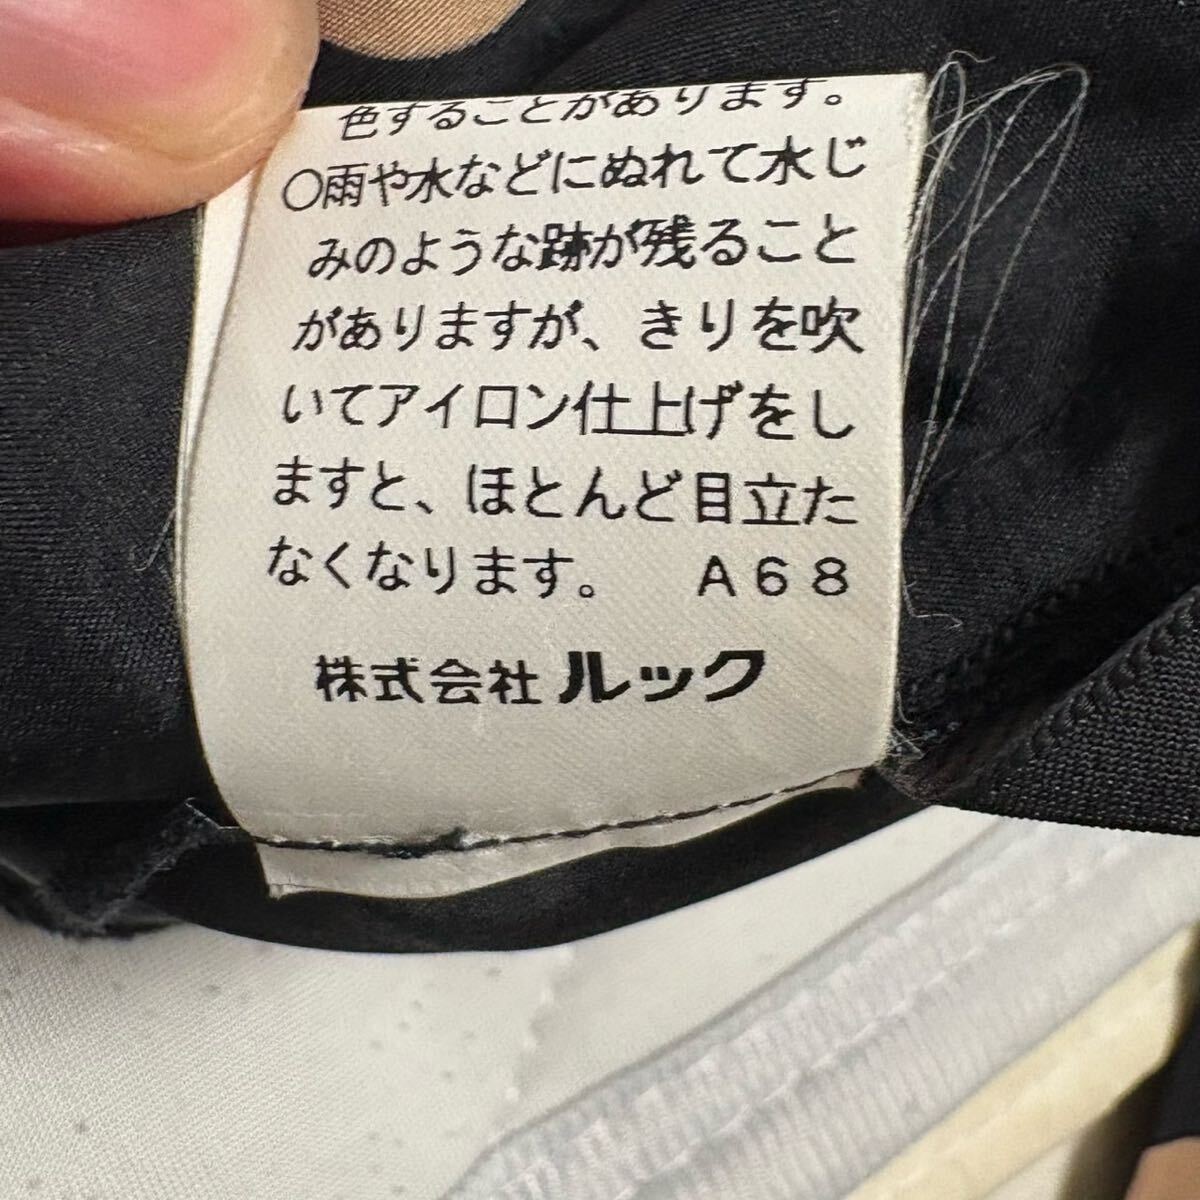 色することがあります。
○雨や水などにぬれて水じ
みのような跡が残ること
がありますが、きりを吹
いてアイロン仕上げをし
ますと、ほとんど目立た
なくなります。 A68
株式会社ルック